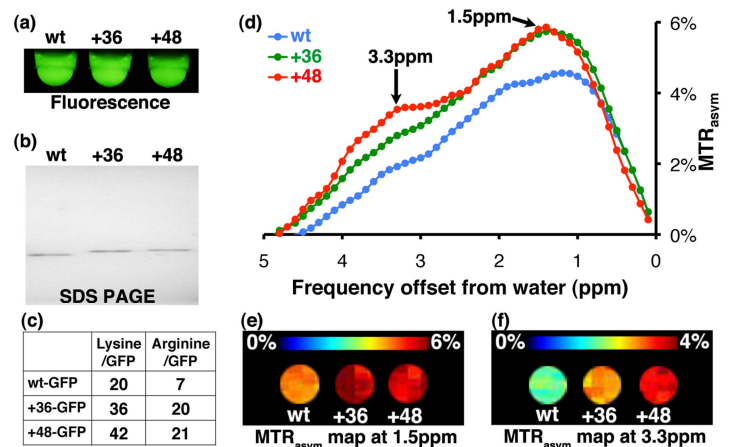 (a)
wt +36 +48
Fluorescence
(b)
wt +36 +48
SDS PAGE
(c)
Lysine /GFP Arginine /GFP
wt-GFP 20 7
+36-GFP 36 20
+48-GFP 42 21
(d)
wt
+36
+48
3.3ppm
1.5ppm
6%
4%
2%
0%
MTRasym
5 4 3 2 1 0
Frequency offset from water (ppm)
(e)
0% 6%
wt +36 +48
MTRasym map at 1.5ppm
(f)
0% 4%
wt +36 +48
MTRasym map at 3.3ppm